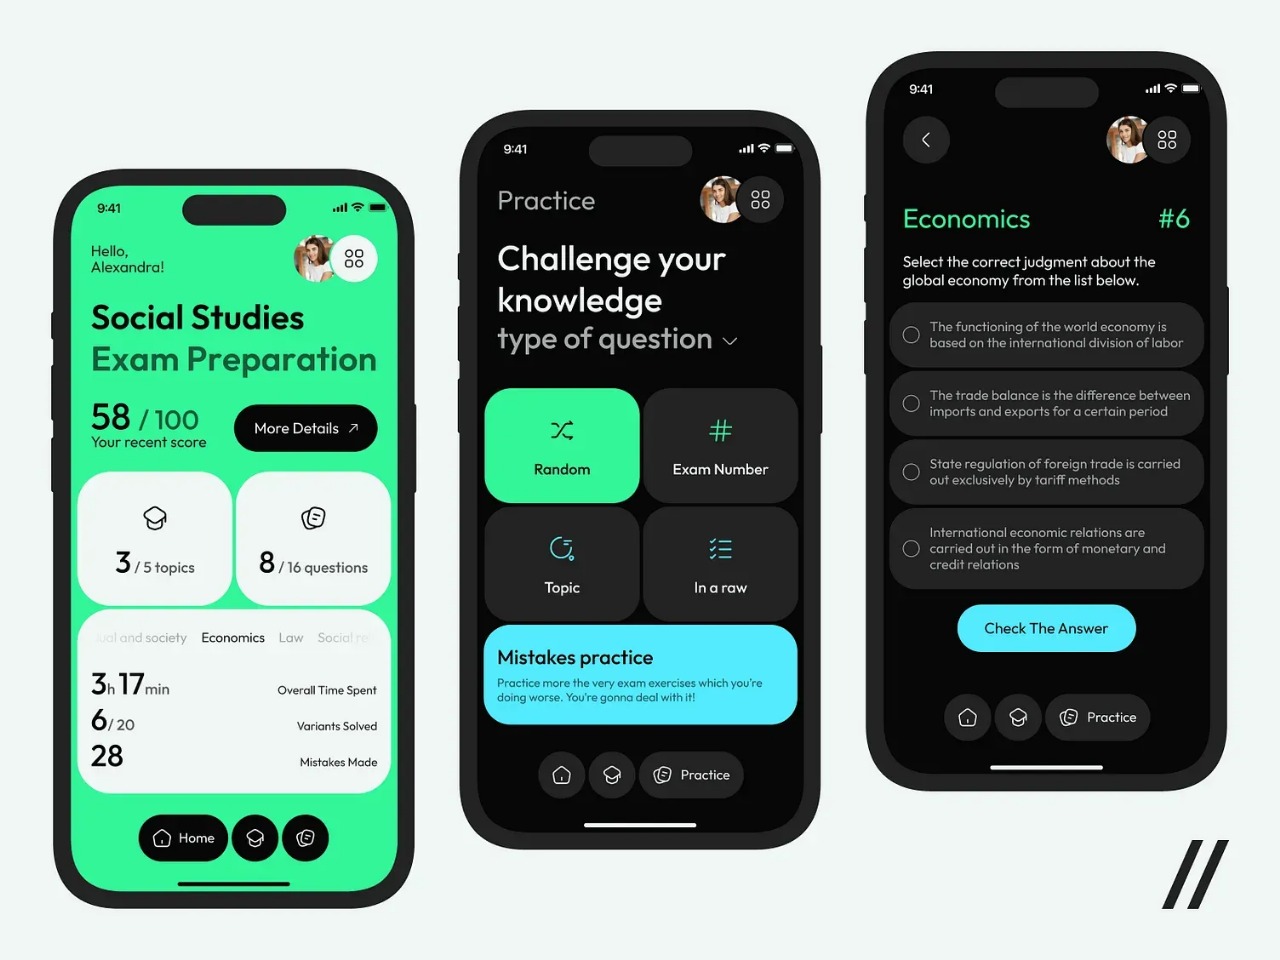 9:41
Hello,
Alexandra!
Social Studies
Exam Preparation
58 / 100
Your recent score
More Details
3 / 5 topics
8 / 16 questions
ual and society Economics Law Social re
3h 17min Overall Time Spent
6/ 20 Variants Solved
28 Mistakes Made
Home
9:41
Practice
Challenge your
knowledge
type of question
Random
Exam Number
Topic
In a raw
Mistakes practice
Practice more the very exam exercises which you're
doing worse. You're gonna deal with it!
Practice
9:41
Economics #6
Select the correct judgment about the
global economy from the list below.
The functioning of the world economy is
based on the international division of labor
The trade balance is the difference between
imports and exports for a certain period
State regulation of foreign trade is carried
out exclusively by tariff methods
International economic relations are
carried out in the form of monetary and
credit relations
Check The Answer
Practice